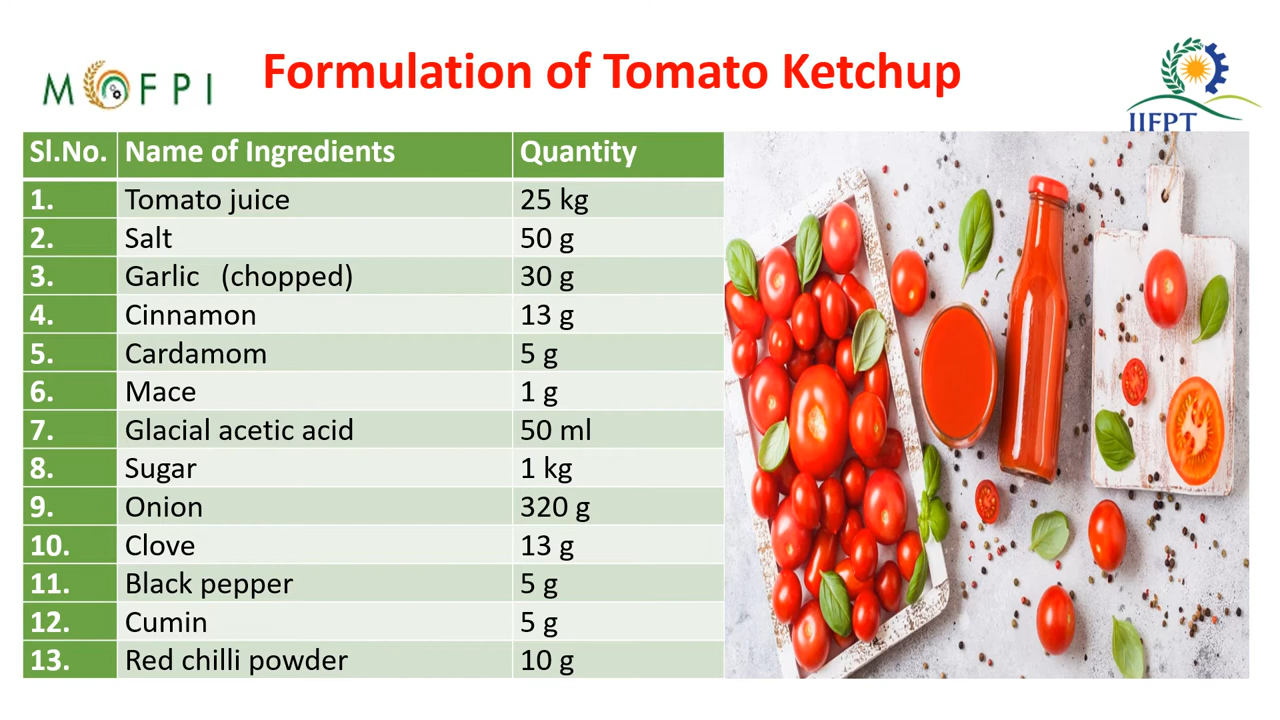 MOFPI
Formulation of Tomato Ketchup
IIFPT
Sl.No. Name of Ingredients Quantity
1. Tomato juice 25 kg
2. Salt 50 g
3. Garlic (chopped) 30 g
4. Cinnamon 13 g
5. Cardamom 5 g
6. Mace 1 g
7. Glacial acetic acid 50 ml
8. Sugar 1 kg
9. Onion 320 g
10. Clove 13 g
11. Black pepper 5 g
12. Cumin 5 g
13. Red chilli powder 10 g